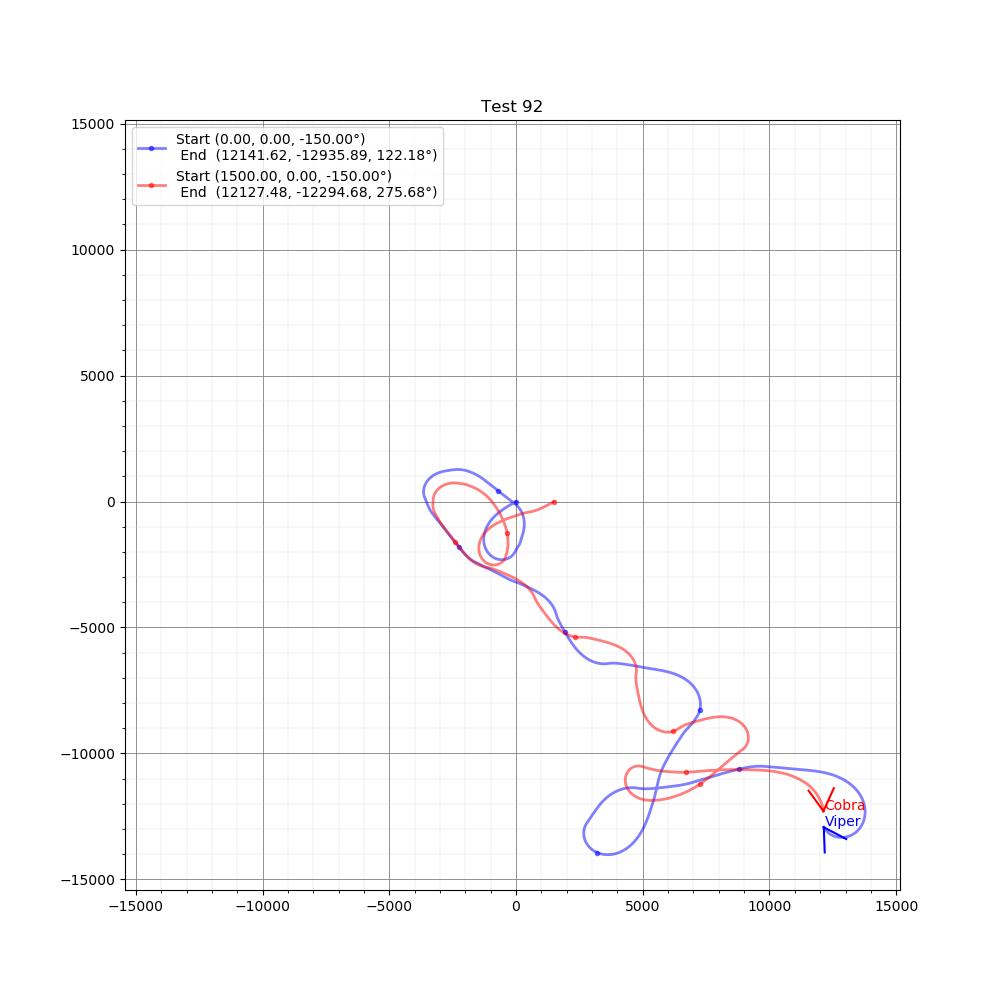 Test 92
Start (0.00, 0.00, -150.00°)
End  (12141.62, -12935.89, 122.18°)
Start (1500.00, 0.00, -150.00°)
End  (12127.48, -12294.68, 275.68°)
15000
10000
5000
0
−5000
−10000
−15000
Cobra
Viper
−15000 −10000 −5000 0 5000 10000 15000